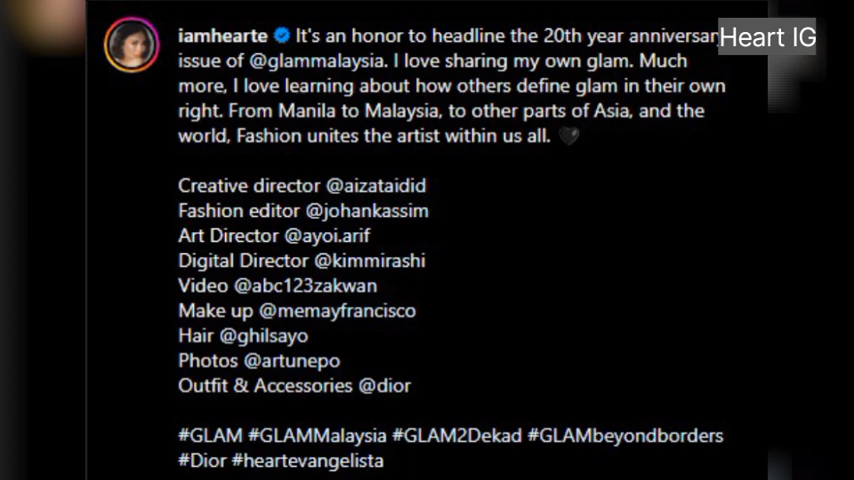 iamhearte It's an honor to headline the 20th year anniversary
issue of @glammalaysia. I love sharing my own glam. Much
more, I love learning about how others define glam in their own
right. From Manila to Malaysia, to other parts of Asia, and the
world, Fashion unites the artist within us all. 🖤
Creative director @aizataidid
Fashion editor @johankassim
Art Director @ayoi.arif
Digital Director @kimmirashi
Video @abc123zakwan
Make up @memayfrancisco
Hair @ghilsayo
Photos @artunepo
Outfit & Accessories @dior
#GLAM #GLAMMalaysia #GLAM2Dekad #GLAMbeyondborders
#Dior #heartevangelista
Heart IG